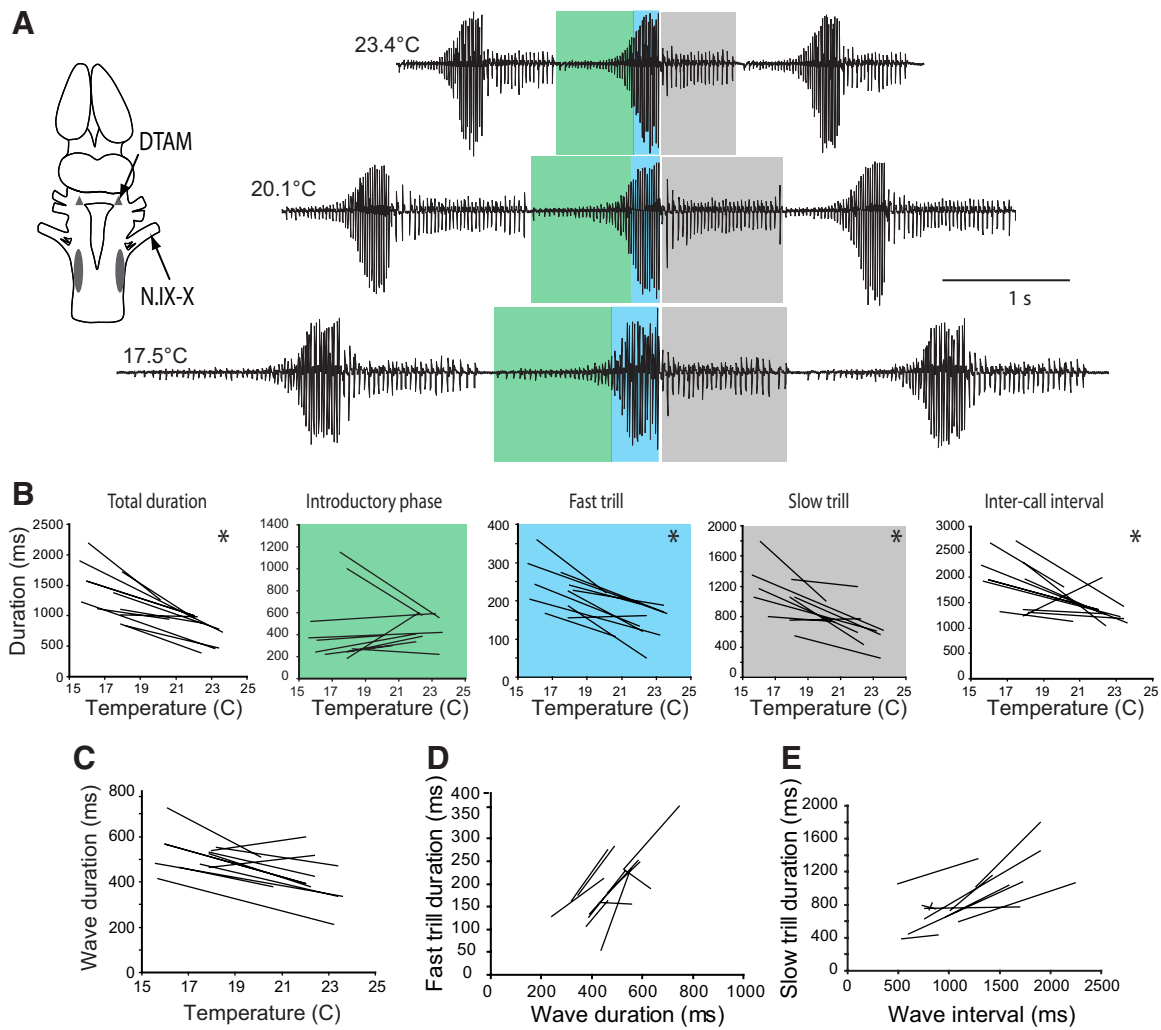 A
23.4°C
DTAM
20.1°C
N.IX-X
1 s
17.5°C
B
Total duration
Introductory phase
Fast trill
Slow trill
Inter-call interval
Duration (ms)
2500
2000
1500
1000
500
0
*
15 17 19 21 23 25
Temperature (C)
1400
1200
1000
800
600
400
200
0
15 17 19 21 23 25
Temperature (C)
400
300
200
100
0
*
15 17 19 21 23 25
Temperature (C)
2000
1600
1200
800
400
0
*
15 17 19 21 23 25
Temperature (C)
3000
2500
2000
1500
1000
500
0
*
15 17 19 21 23 25
Temperature (C)
C
Wave duration (ms)
800
600
400
200
0
15 17 19 21 23 25
Temperature (C)
D
Fast trill duration (ms)
400
350
300
250
200
150
100
50
0
0 200 400 600 800 1000
Wave duration (ms)
E
Slow trill duration (ms)
2000
1600
1200
800
400
0
0 500 1000 1500 2000 2500
Wave interval (ms)